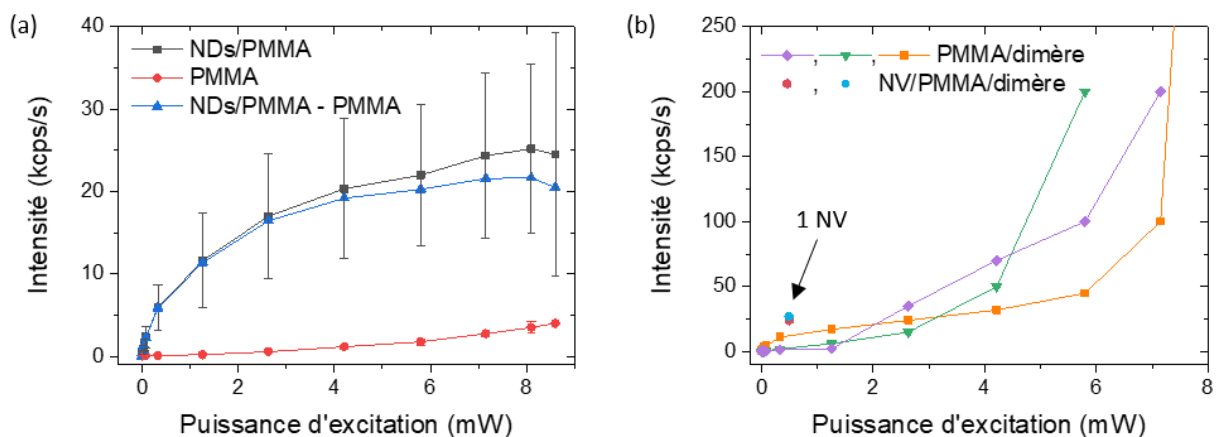 (a)
Intensité (kcps/s)
40
30
20
10
0
NDs/PMMA
PMMA
NDs/PMMA - PMMA
0 2 4 6 8
Puissance d'excitation (mW)
(b)
Intensité (kcps/s)
250
200
150
100
50
0
, , PMMA/dimère
, NV/PMMA/dimère
1 NV
0 2 4 6 8
Puissance d'excitation (mW)